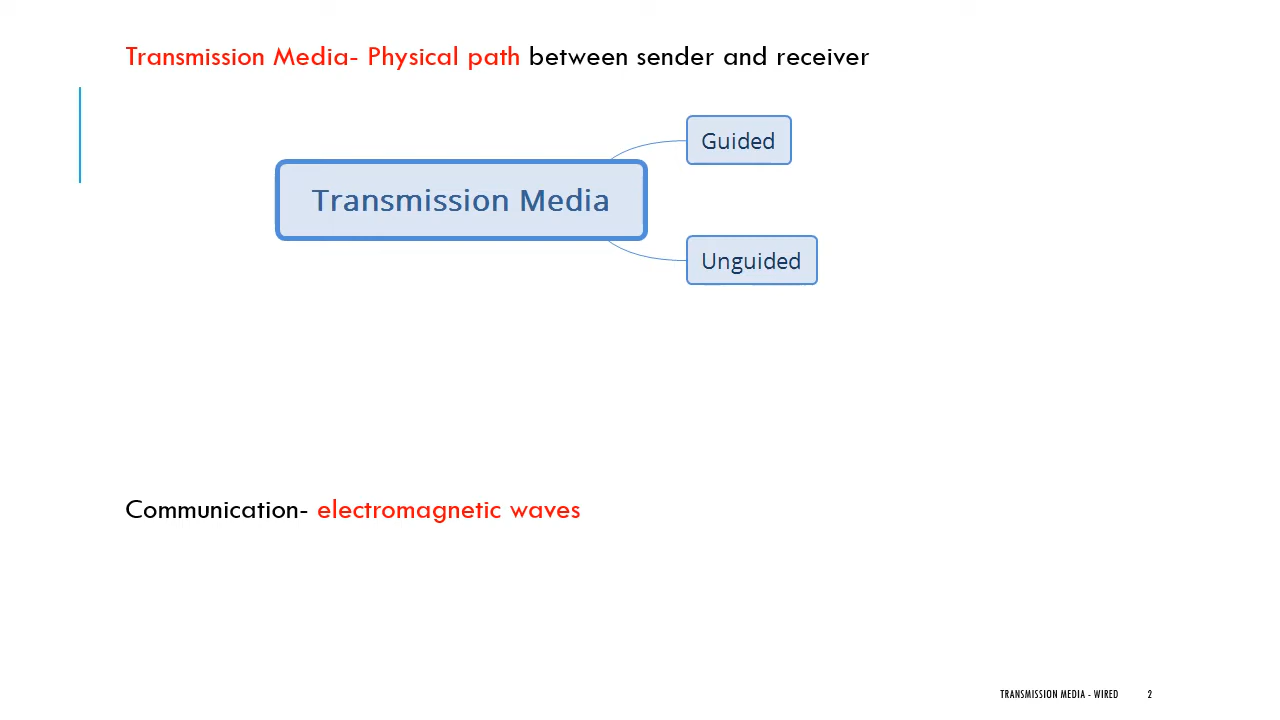 Transmission Media- Physical path between sender and receiver
Guided
Transmission Media
Unguided
Communication- electromagnetic waves
TRANSMISSION MEDIA - WIRED 2